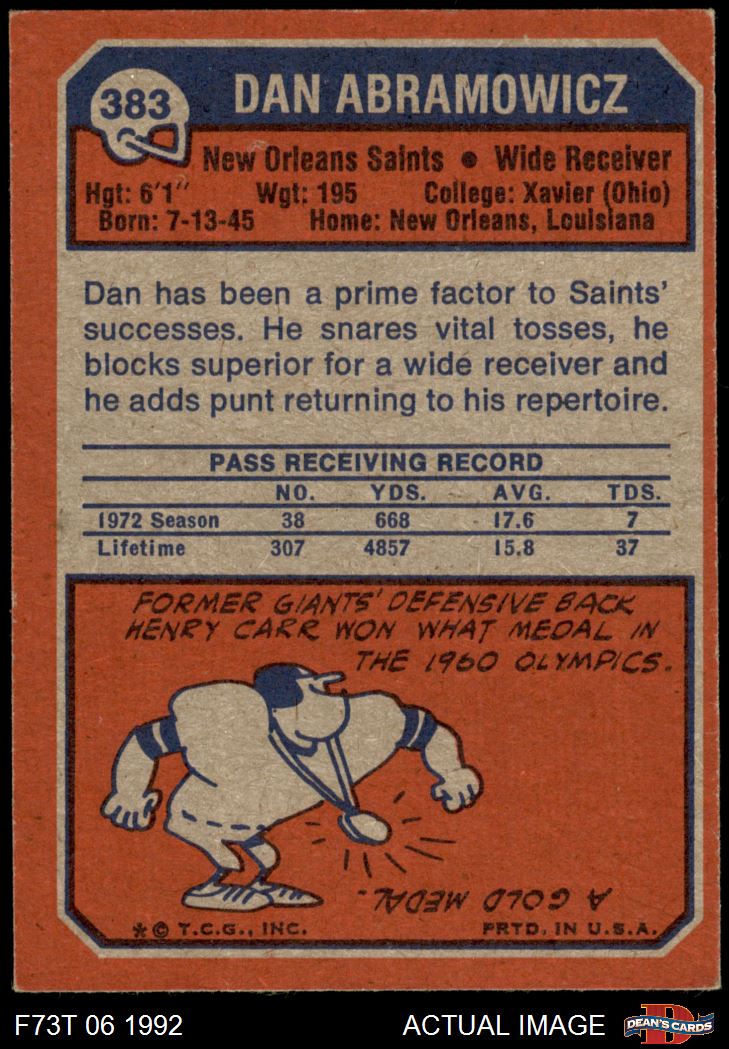 383
DAN ABRAMOWICZ
New Orleans Saints • Wide Receiver
Hgt: 6'1" Wgt: 195 College: Xavier (Ohio)
Born: 7-13-45 Home: New Orleans, Louisiana
Dan has been a prime factor to Saints'
successes. He snares vital tosses, he
blocks superior for a wide receiver and
he adds punt returning to his repertoire.
PASS RECEIVING RECORD
NO. YDS. AVG. TDS.
1972 Season 38 668 17.6 7
Lifetime 307 4857 15.8 37
FORMER GIANTS' DEFENSIVE BACK
HENRY CARR WON WHAT MEDAL IN
THE 1960 OLYMPICS.
A GOLD MEDAL.
* © T.C.G., INC. PRTD. IN U.S.A.
F73T 06 1992 ACTUAL IMAGE D DEAN'S CARDS